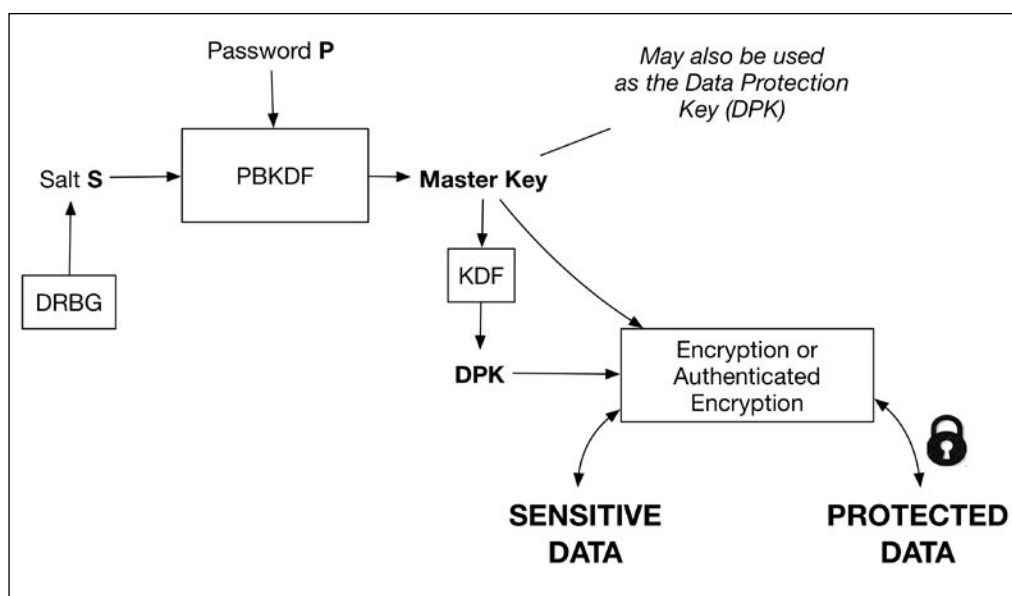 Password P
May also be used
as the Data Protection
Key (DPK)
Salt S
PBKDF
Master Key
DRBG
KDF
DPK
Encryption or
Authenticated
Encryption
SENSITIVE
DATA
PROTECTED
DATA